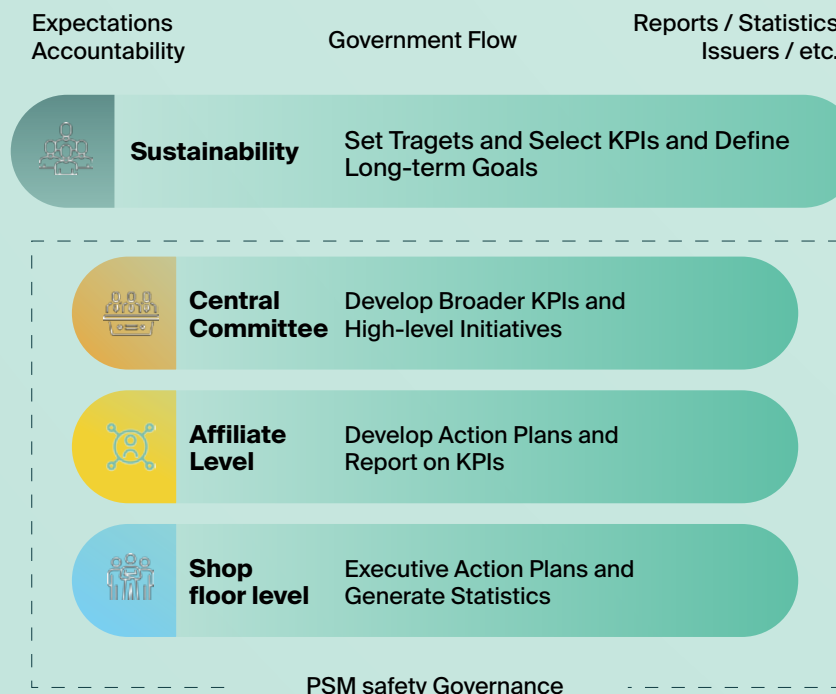 Expectations
Accountability
Government Flow
Reports / Statistics
Issuers / etc.
Sustainability
Set Tragets and Select KPIs and Define
Long-term Goals
Central
Committee
Develop Broader KPIs and
High-level Initiatives
Affiliate
Level
Develop Action Plans and
Report on KPIs
Shop
floor level
Executive Action Plans and
Generate Statistics
PSM safety Governance